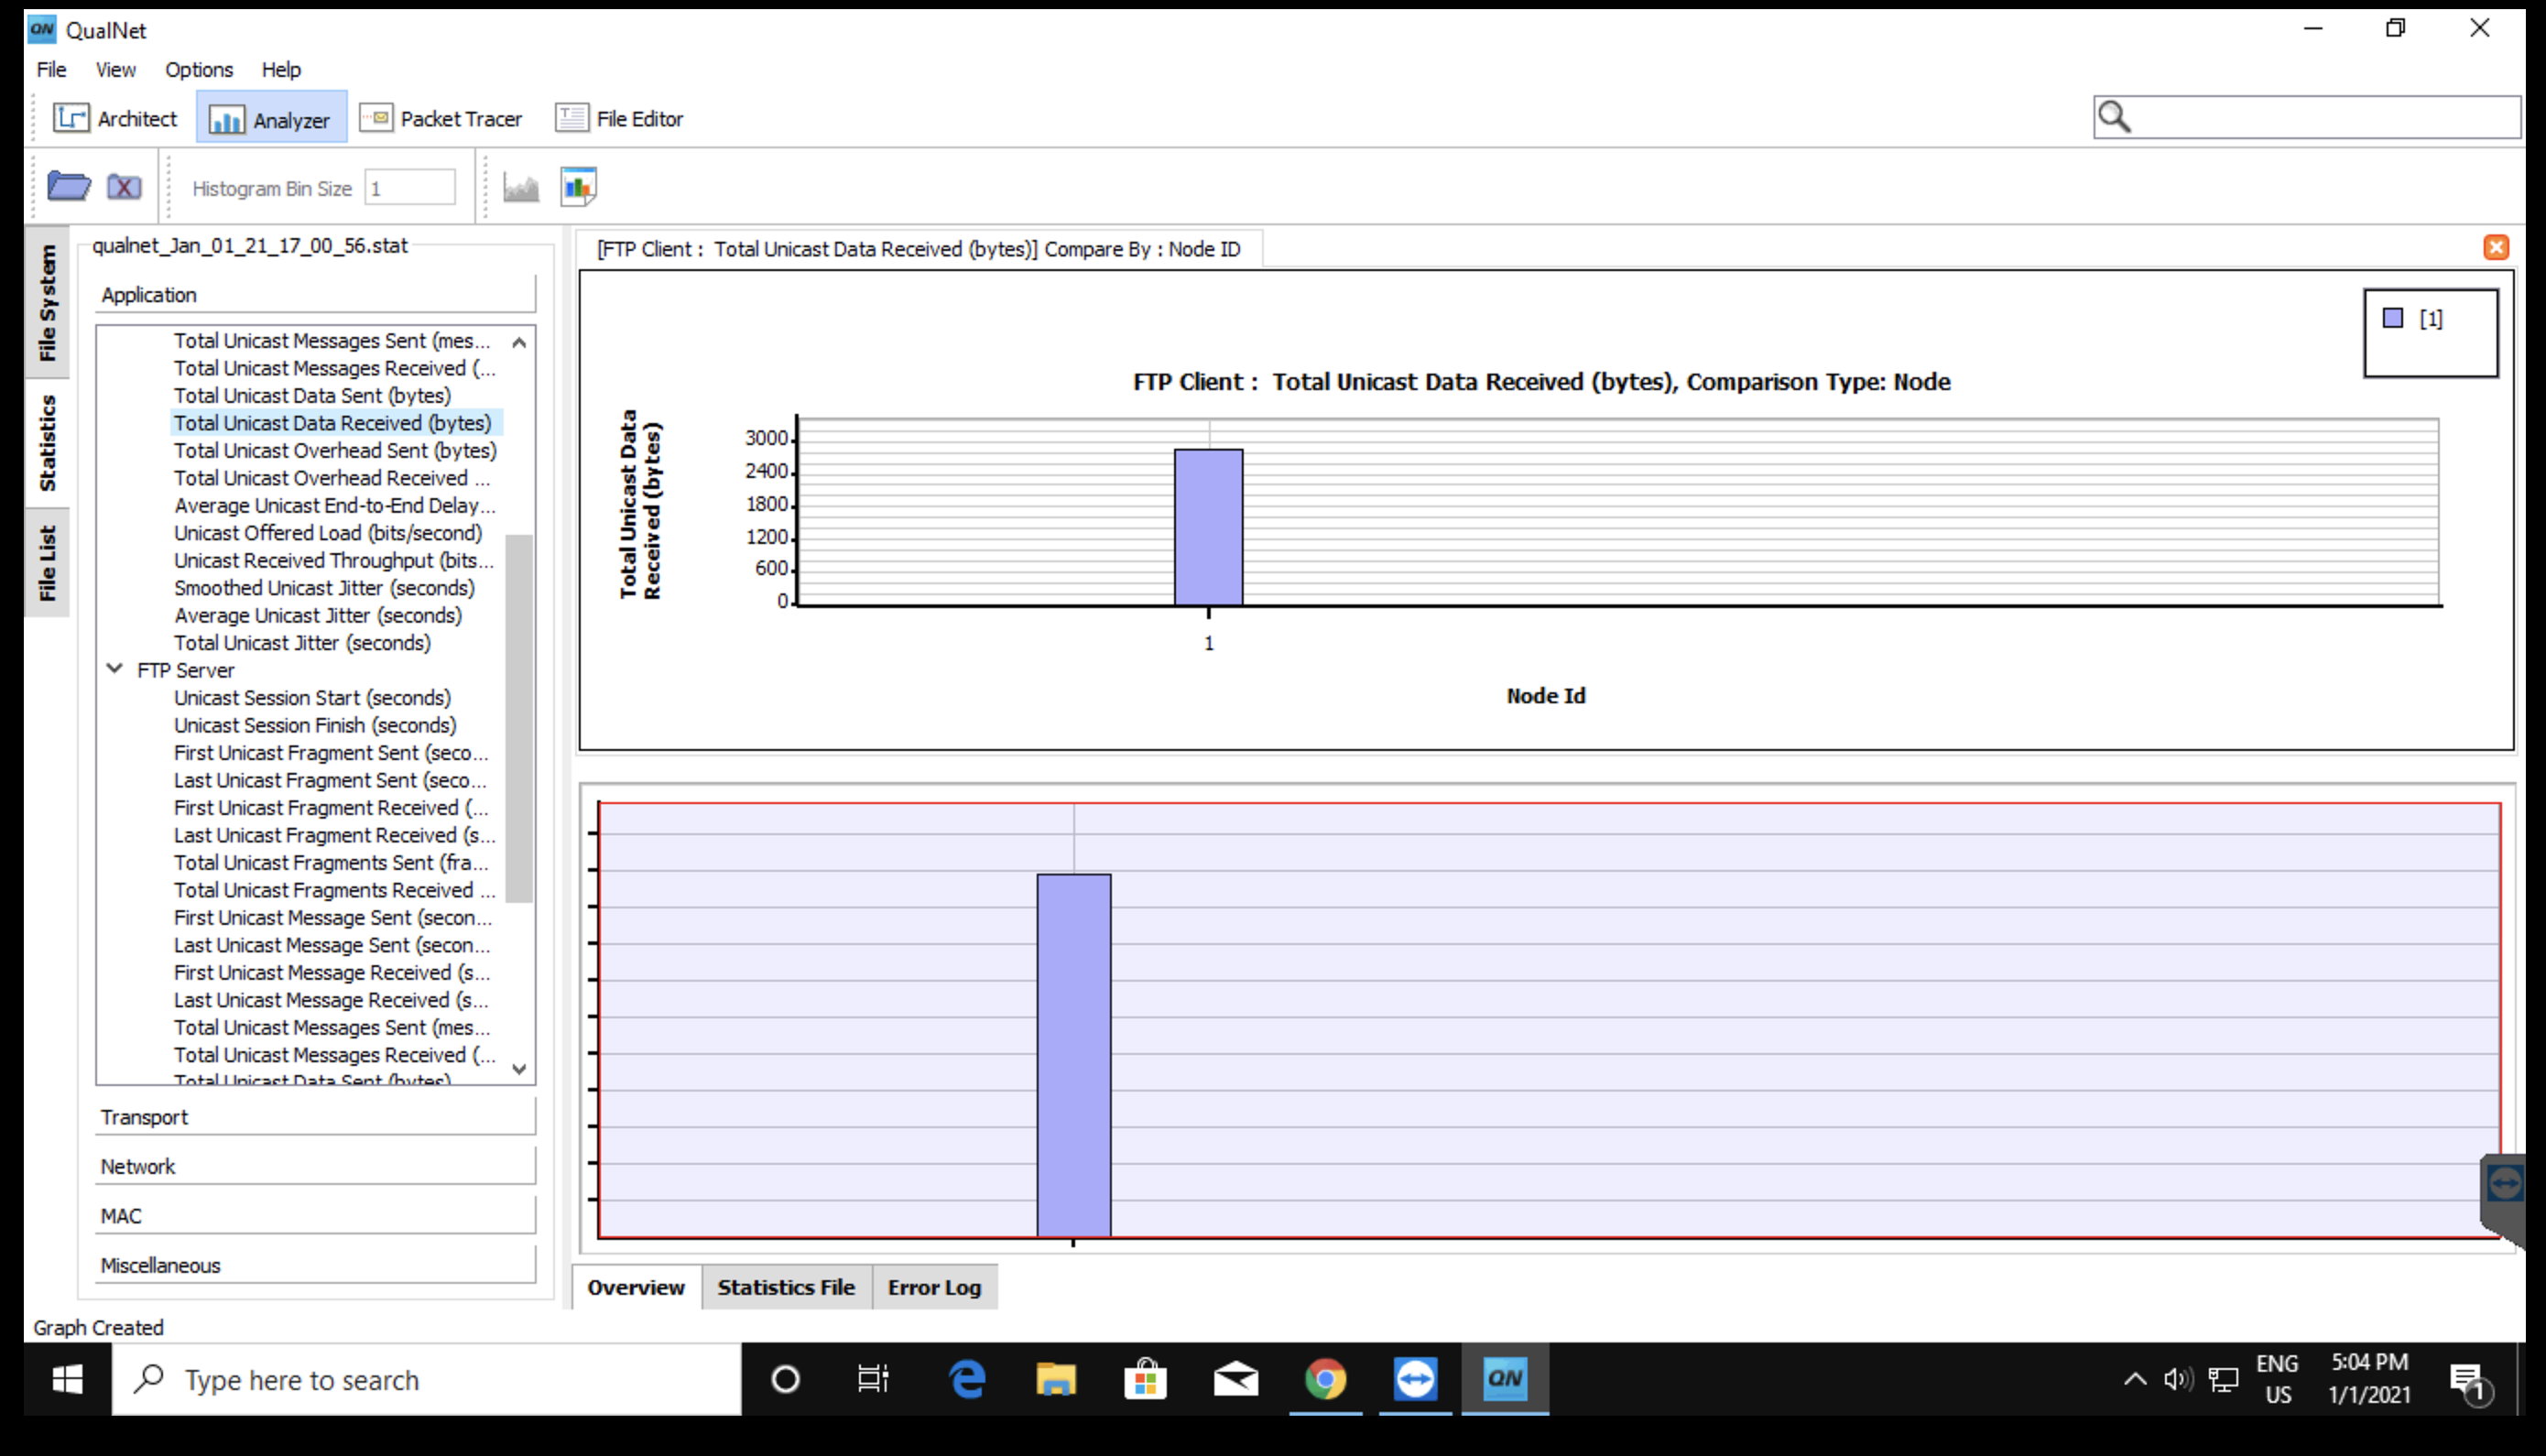 QN QualNet
File View Options Help
Architect Analyzer Packet Tracer File Editor
Histogram Bin Size 1
File System
Statistics
File List
qualnet_Jan_01_21_17_00_56.stat
Application
Total Unicast Messages Sent (mes...
Total Unicast Messages Received (...
Total Unicast Data Sent (bytes)
Total Unicast Data Received (bytes)
Total Unicast Overhead Sent (bytes)
Total Unicast Overhead Received ...
Average Unicast End-to-End Delay...
Unicast Offered Load (bits/second)
Unicast Received Throughput (bits...
Smoothed Unicast Jitter (seconds)
Average Unicast Jitter (seconds)
Total Unicast Jitter (seconds)
FTP Server
Unicast Session Start (seconds)
Unicast Session Finish (seconds)
First Unicast Fragment Sent (seco...
Last Unicast Fragment Sent (seco...
First Unicast Fragment Received (...
Last Unicast Fragment Received (s...
Total Unicast Fragments Sent (fra...
Total Unicast Fragments Received ...
First Unicast Message Sent (secon...
Last Unicast Message Sent (secon...
First Unicast Message Received (s...
Last Unicast Message Received (s...
Total Unicast Messages Sent (mes...
Total Unicast Messages Received (...
Total Unicast Data Sent (bytes)
Transport
Network
MAC
Miscellaneous
[FTP Client : Total Unicast Data Received (bytes)] Compare By : Node ID
[1]
FTP Client : Total Unicast Data Received (bytes), Comparison Type: Node
Total Unicast Data
Received (bytes)
3000
2400
1800
1200
600
0
1
Node Id
Overview Statistics File Error Log
Graph Created
Type here to search
QN
ENG
US
5:04 PM
1/1/2021
1